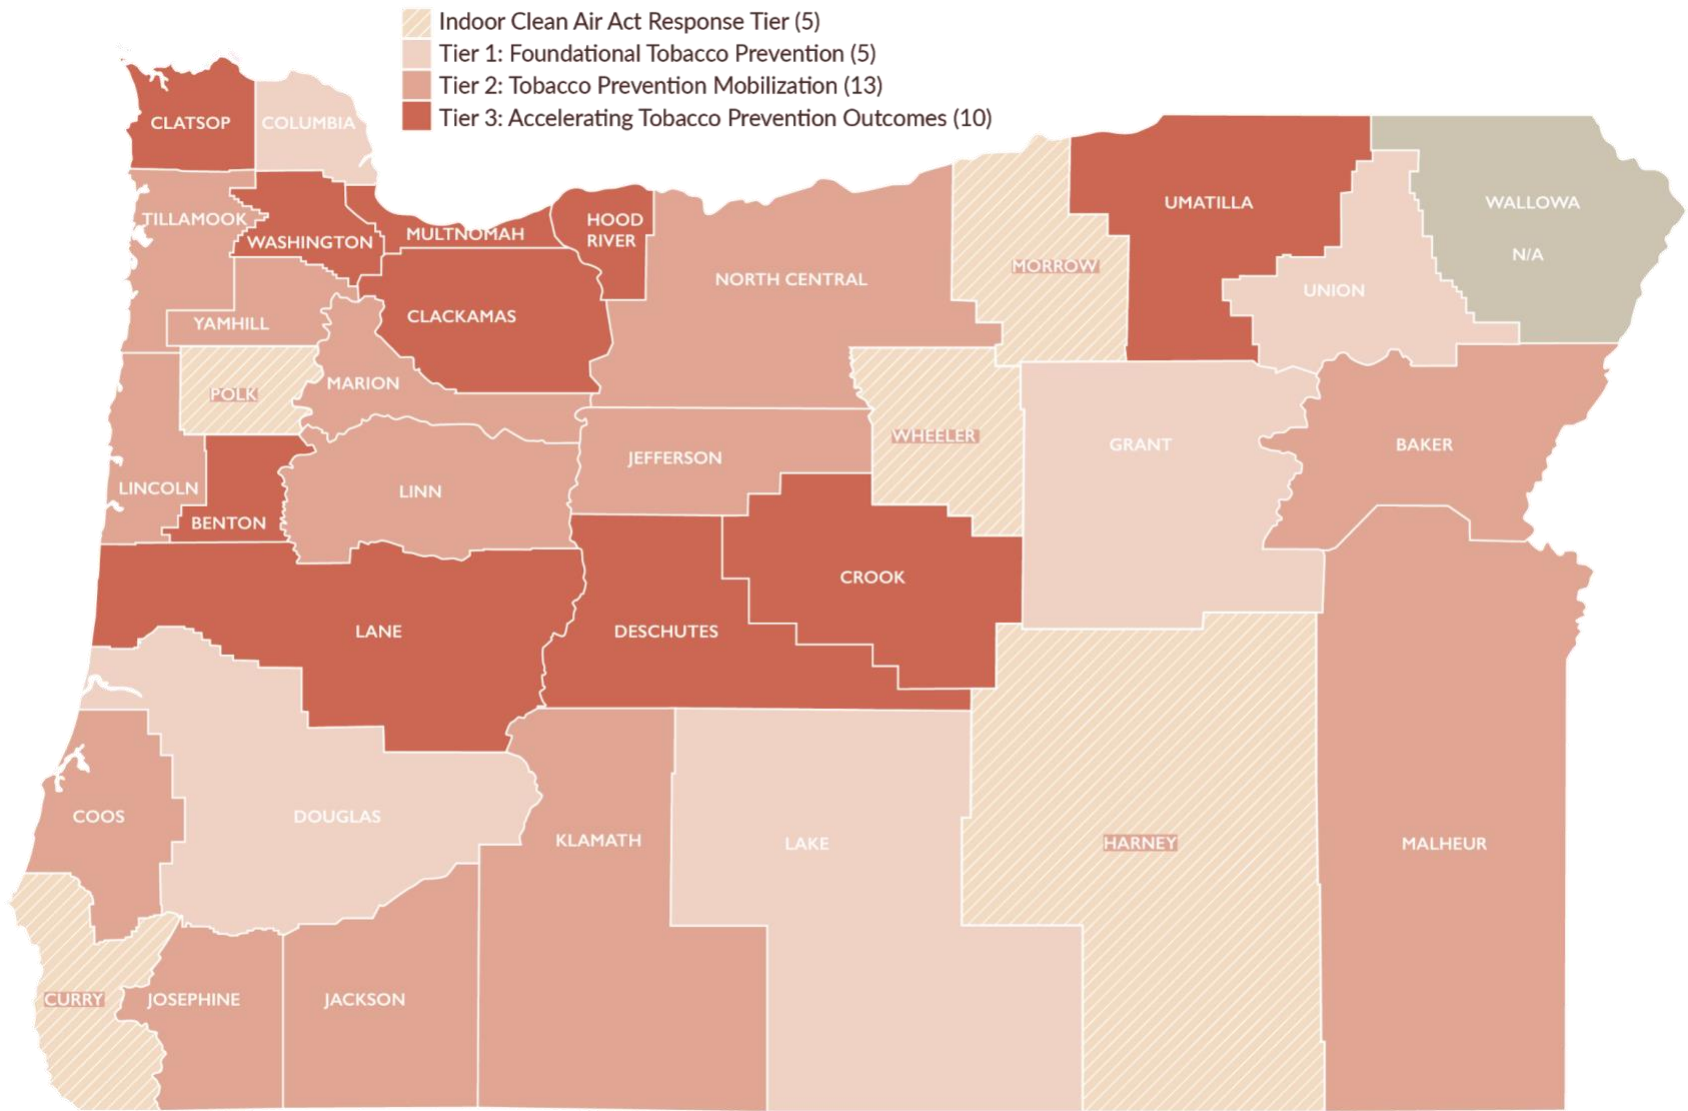 Indoor Clean Air Act Response Tier (5)
Tier 1: Foundational Tobacco Prevention (5)
Tier 2: Tobacco Prevention Mobilization (13)
Tier 3: Accelerating Tobacco Prevention Outcomes (10)
CLATSOP
COLUMBIA
TILLAMOOK
WASHINGTON
MULTNOMAH
HOOD
RIVER
UMATILLA
WALLOWA
N/A
MORROW
NORTH CENTRAL
UNION
YAMHILL
CLACKAMAS
POLK
MARION
WHEELER
GRANT
BAKER
JEFFERSON
LINCOLN
LINN
BENTON
CROOK
LANE
DESCHUTES
COOS
DOUGLAS
KLAMATH
LAKE
HARNEY
MALHEUR
CURRY
JOSEPHINE
JACKSON